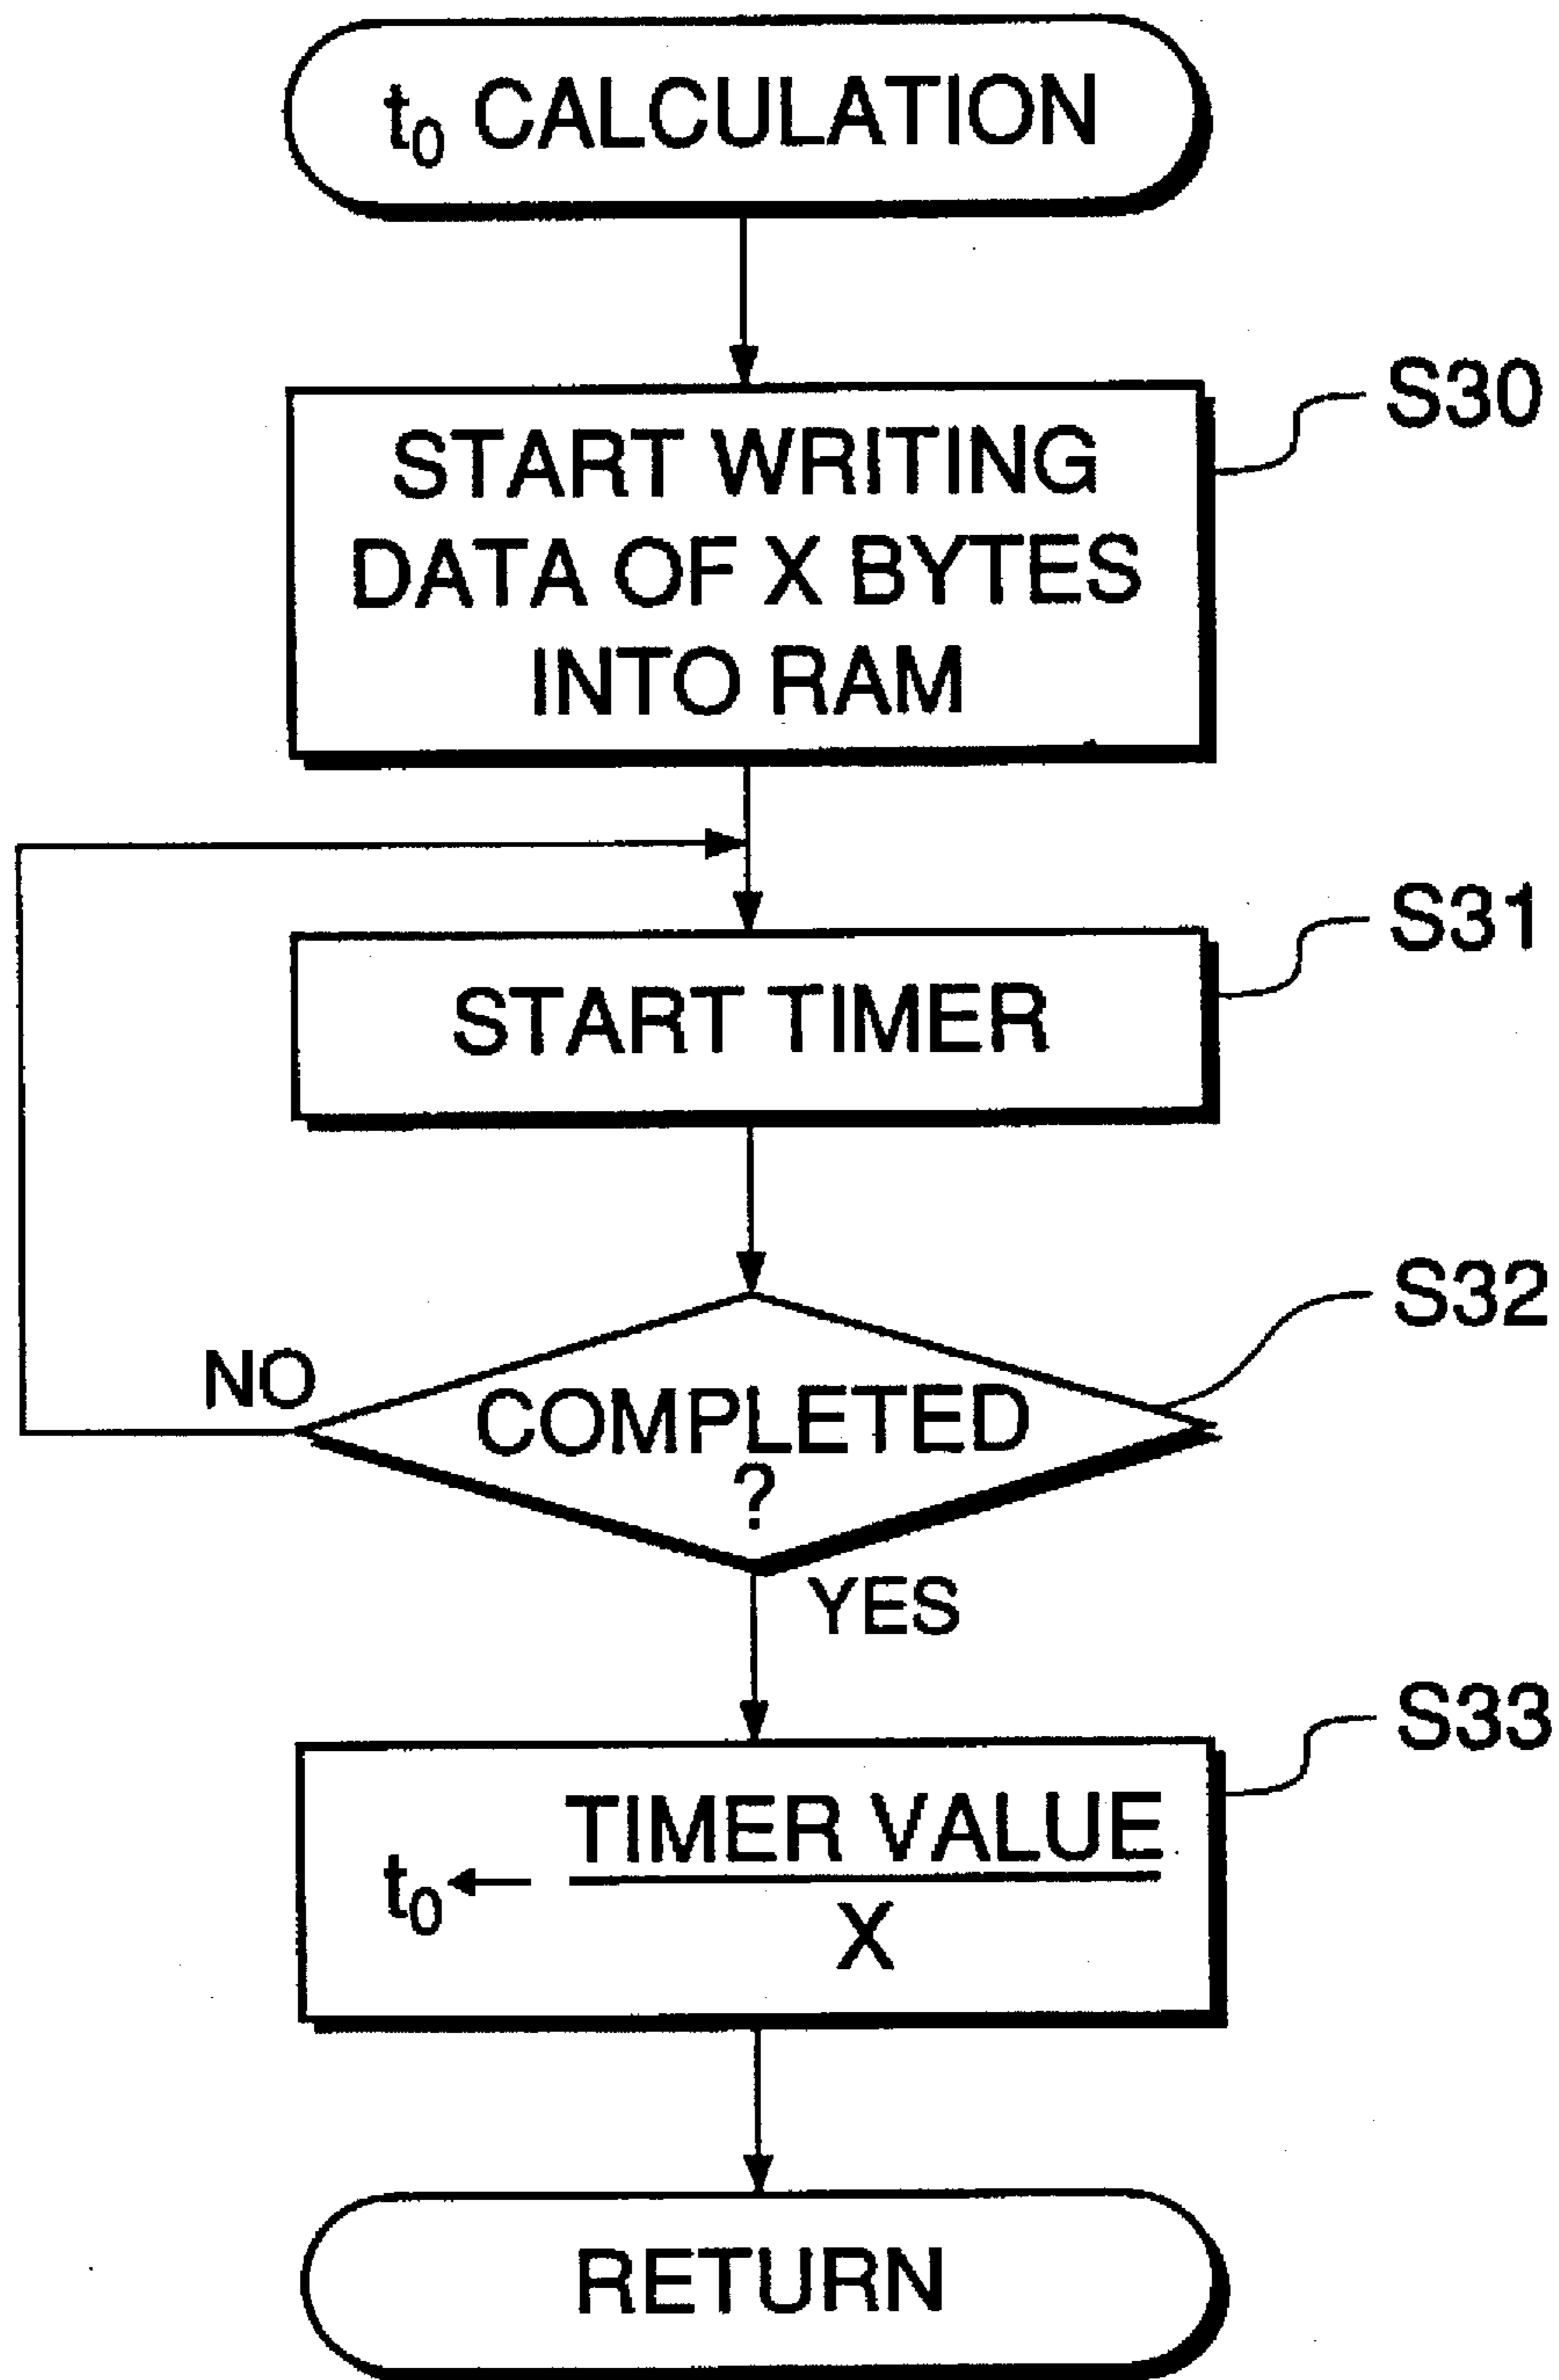 t₀ CALCULATION
S30
START WRITING
DATA OF X BYTES
INTO RAM
S31
START TIMER
S32
NO
COMPLETED
?
YES
S33
TIMER VALUE
t₀ ←
X
RETURN